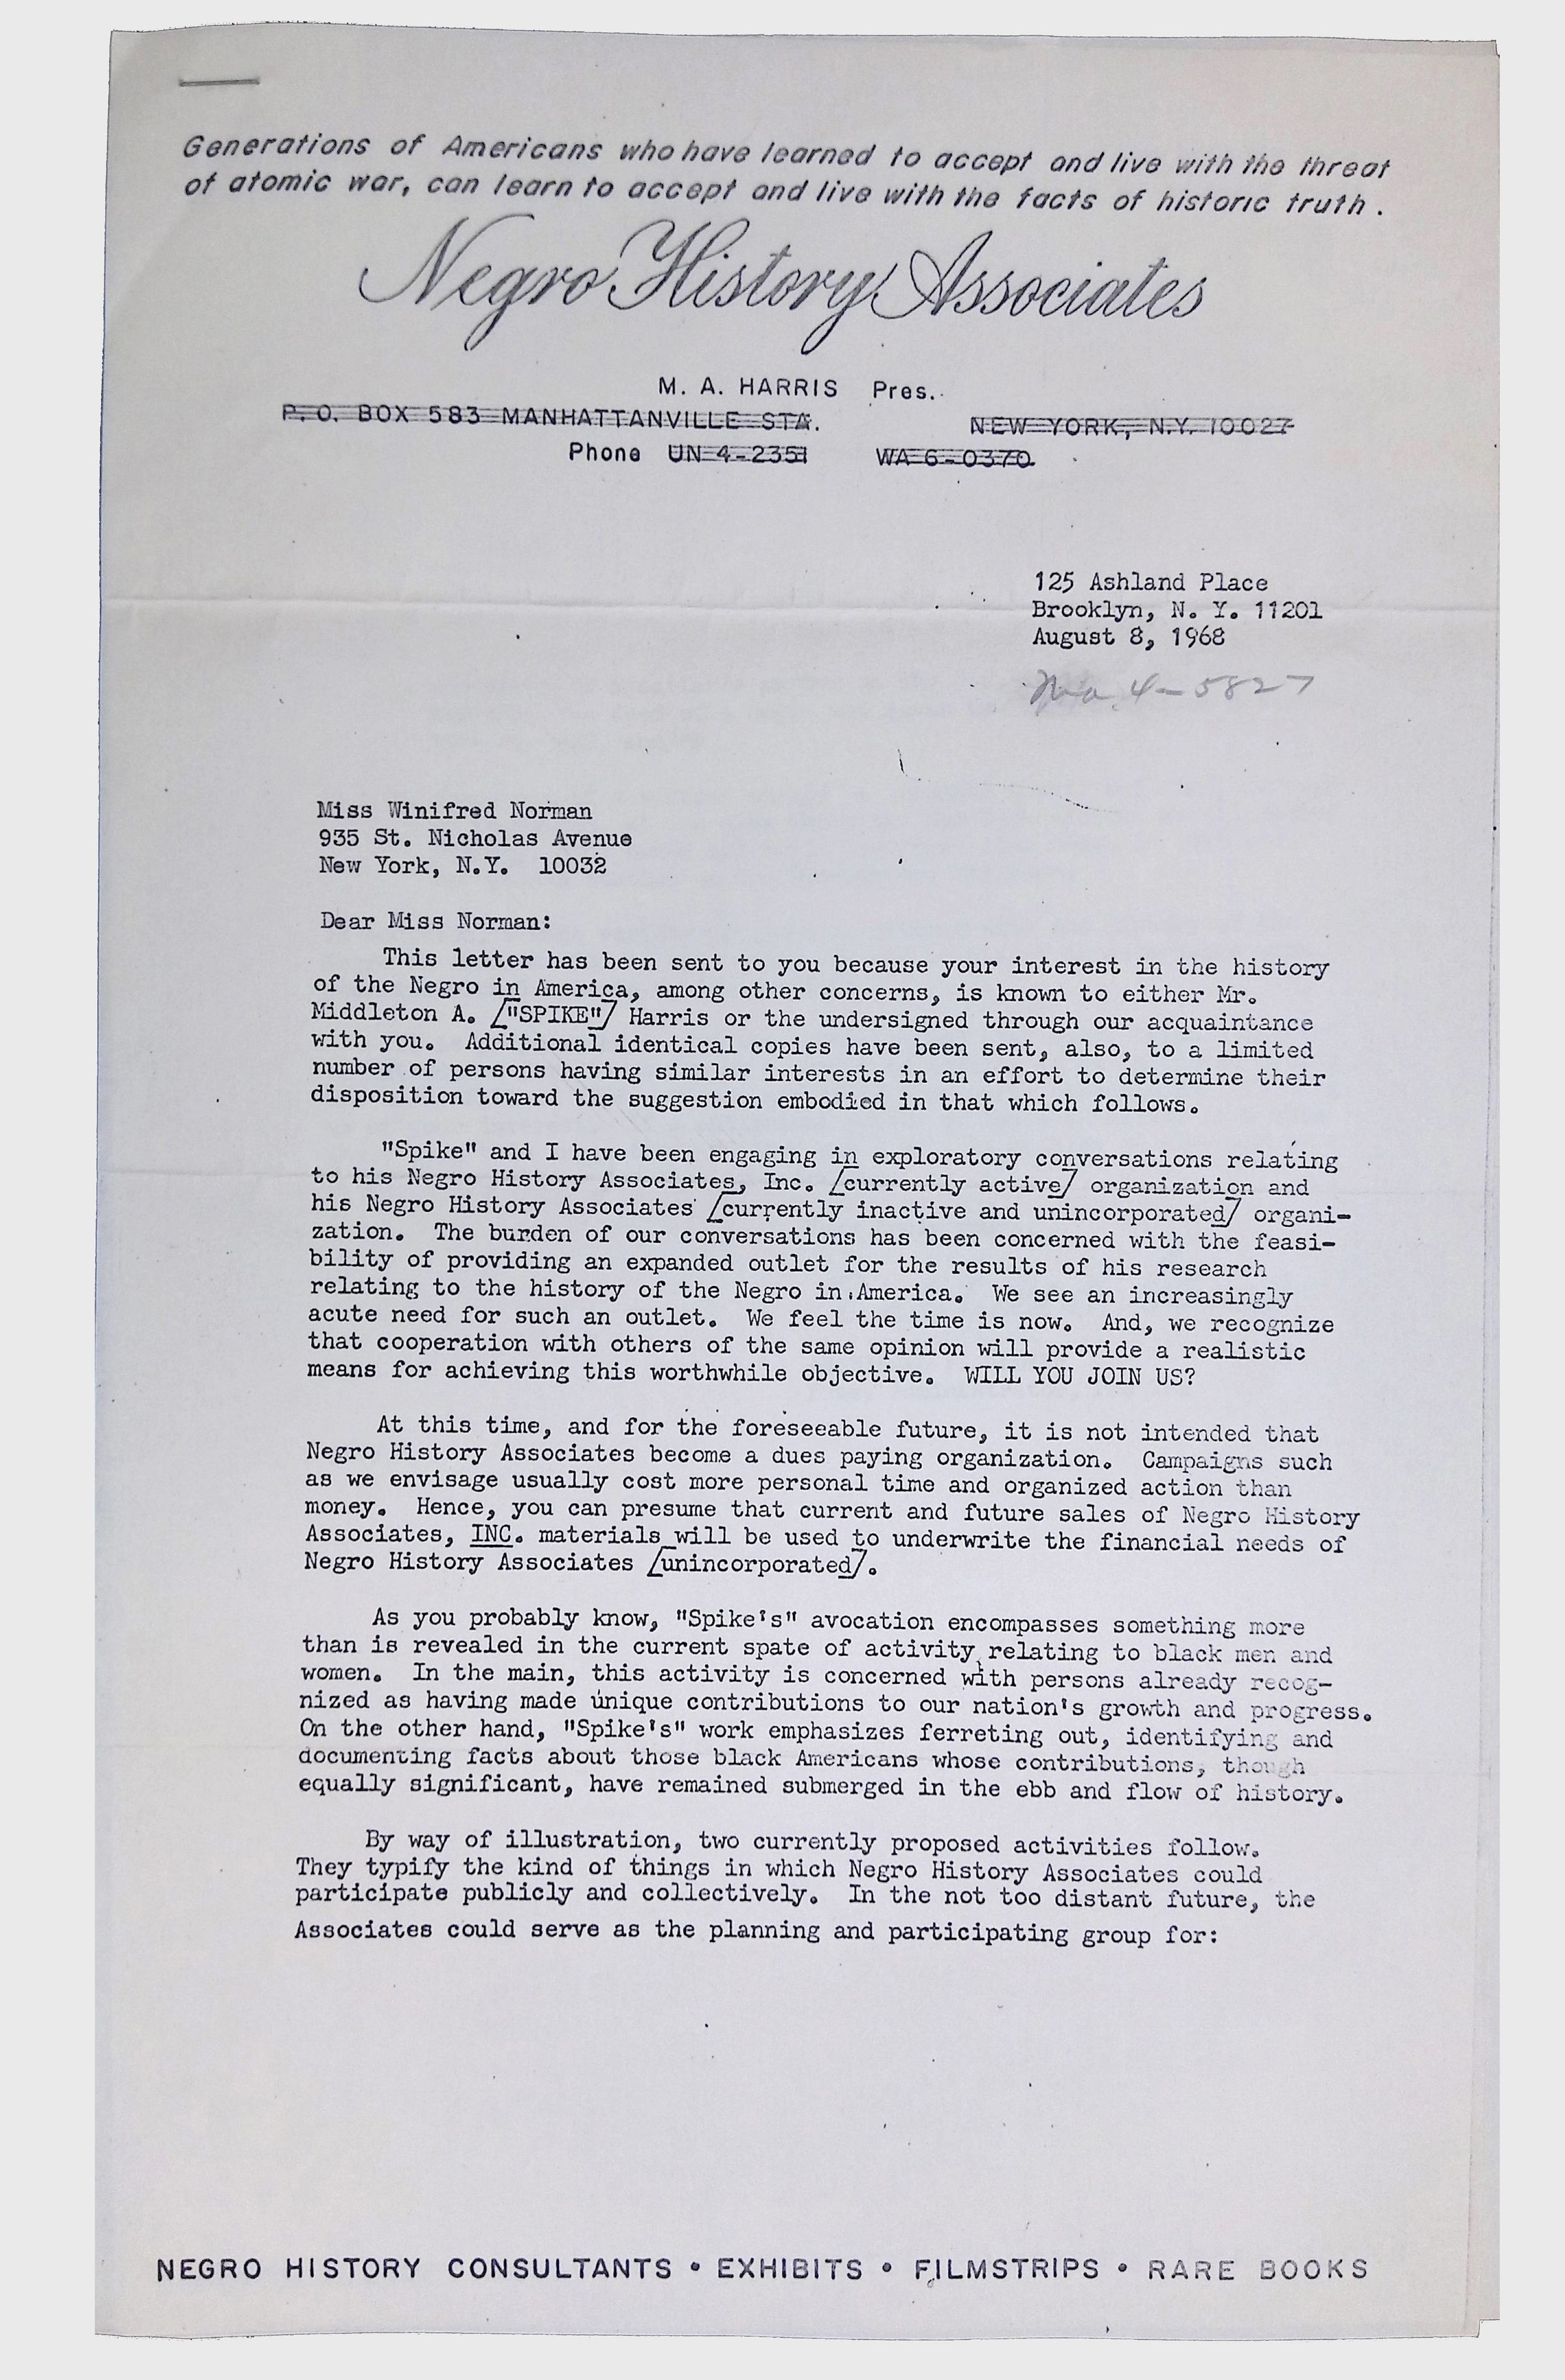 Generations of Americans who have learned to accept and live with the threat
of atomic war, can learn to accept and live with the facts of historic truth.
Negro History Associates
M. A. HARRIS Pres.
P. O. BOX 583 MANHATTANVILLE STA. NEW YORK, N.Y. 10027
Phone UN 4-2351 WA 6-0370
125 Ashland Place
Brooklyn, N. Y. 11201
August 8, 1968
4-5827
Miss Winifred Norman
935 St. Nicholas Avenue
New York, N.Y. 10032
Dear Miss Norman:
This letter has been sent to you because your interest in the history
of the Negro in America, among other concerns, is known to either Mr.
Middleton A. ["SPIKE"] Harris or the undersigned through our acquaintance
with you. Additional identical copies have been sent, also, to a limited
number of persons having similar interests in an effort to determine their
disposition toward the suggestion embodied in that which follows.
"Spike" and I have been engaging in exploratory conversations relating
to his Negro History Associates, Inc. [currently active] organization and
his Negro History Associates [currently inactive and unincorporated] organi-
zation. The burden of our conversations has been concerned with the feasi-
bility of providing an expanded outlet for the results of his research
relating to the history of the Negro in America. We see an increasingly
acute need for such an outlet. We feel the time is now. And, we recognize
that cooperation with others of the same opinion will provide a realistic
means for achieving this worthwhile objective. WILL YOU JOIN US?
At this time, and for the foreseeable future, it is not intended that
Negro History Associates become a dues paying organization. Campaigns such
as we envisage usually cost more personal time and organized action than
money. Hence, you can presume that current and future sales of Negro History
Associates, INC. materials will be used to underwrite the financial needs of
Negro History Associates [unincorporated].
As you probably know, "Spike's" avocation encompasses something more
than is revealed in the current spate of activity relating to black men and
women. In the main, this activity is concerned with persons already recog-
nized as having made unique contributions to our nation's growth and progress.
On the other hand, "Spike's" work emphasizes ferreting out, identifying and
documenting facts about those black Americans whose contributions, though
equally significant, have remained submerged in the ebb and flow of history.
By way of illustration, two currently proposed activities follow.
They typify the kind of things in which Negro History Associates could
participate publicly and collectively. In the not too distant future, the
Associates could serve as the planning and participating group for:
NEGRO HISTORY CONSULTANTS • EXHIBITS • FILMSTRIPS • RARE BOOKS